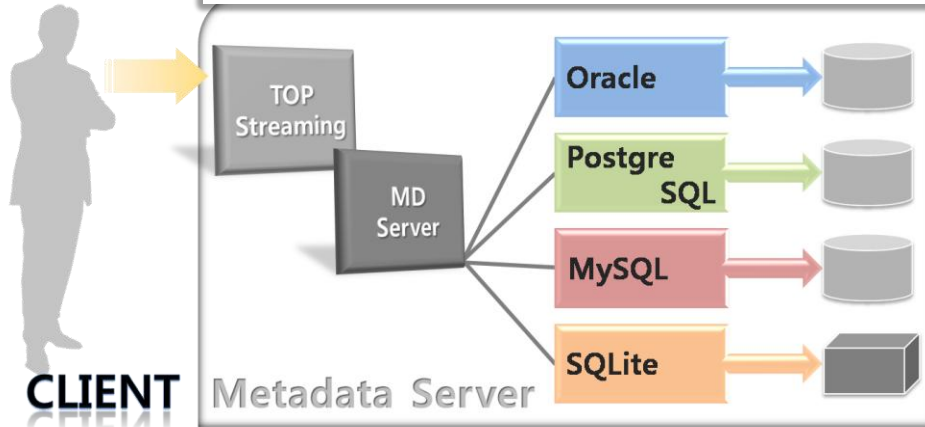 TOP
Streaming
MD
Server
Oracle
Postgre
SQL
MySQL
SQLite
CLIENT
Metadata Server